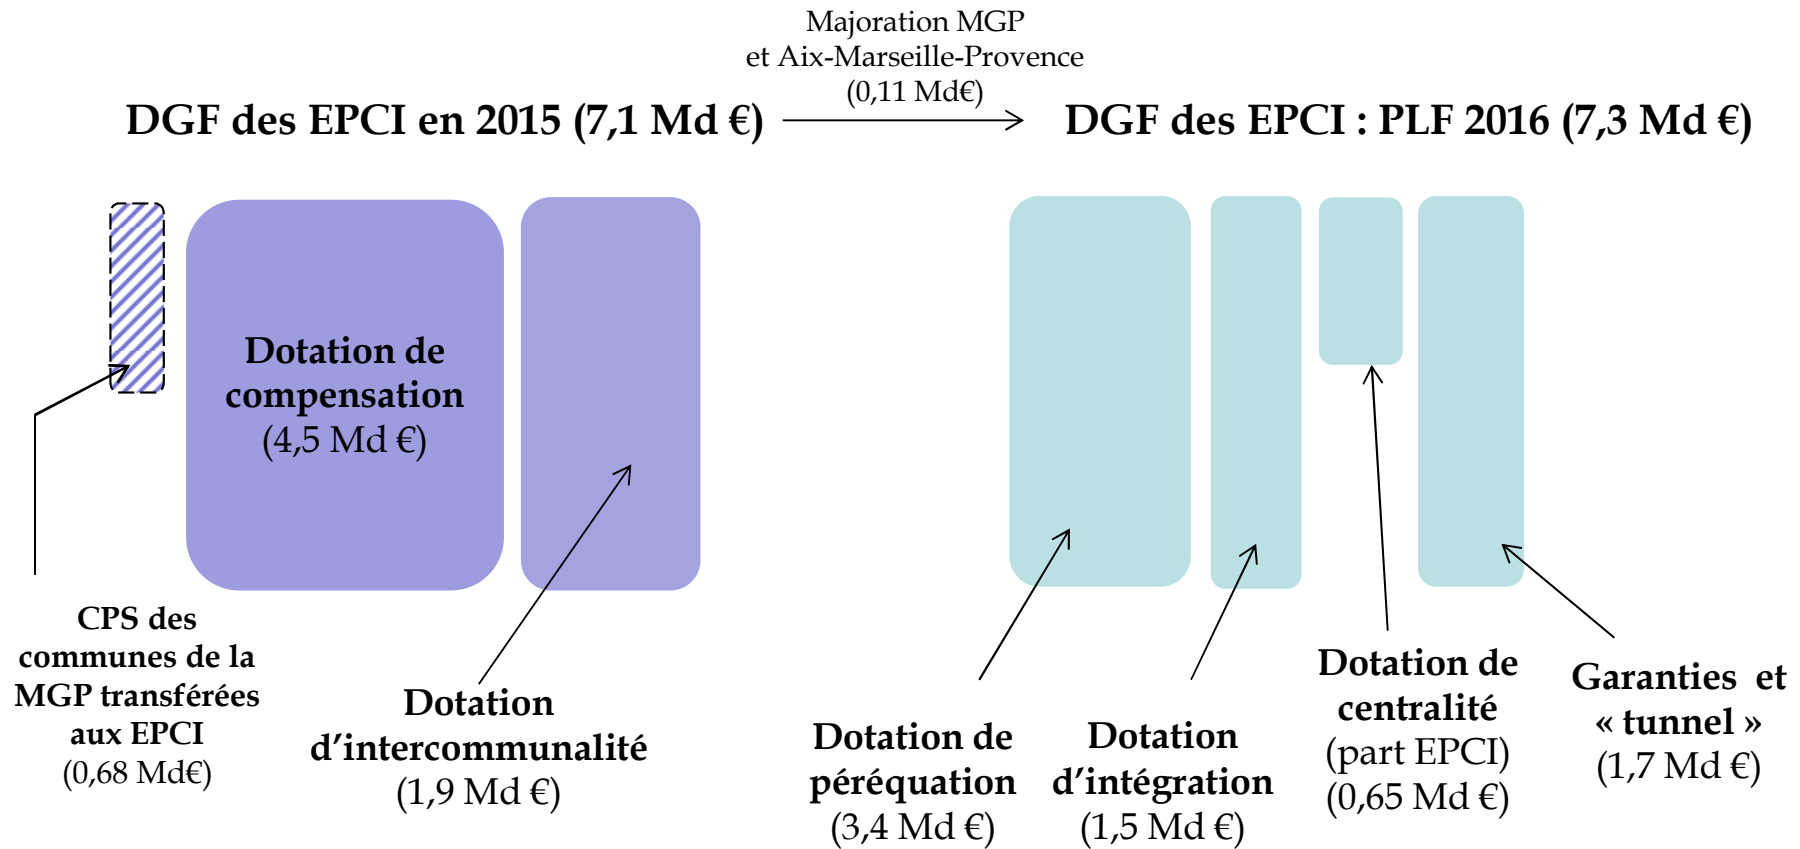 Majoration MGP
et Aix-Marseille-Provence
(0,11 Md€)
DGF des EPCI en 2015 (7,1 Md €)
DGF des EPCI : PLF 2016 (7,3 Md €)
Dotation de
compensation
(4,5 Md €)
CPS des
communes de la
MGP transférées
aux EPCI
(0,68 Md€)
Dotation
d’intercommunalité
(1,9 Md €)
Dotation de
péréquation
(3,4 Md €)
Dotation
d’intégration
(1,5 Md €)
Dotation de
centralité
(part EPCI)
(0,65 Md €)
Garanties et
« tunnel »
(1,7 Md €)